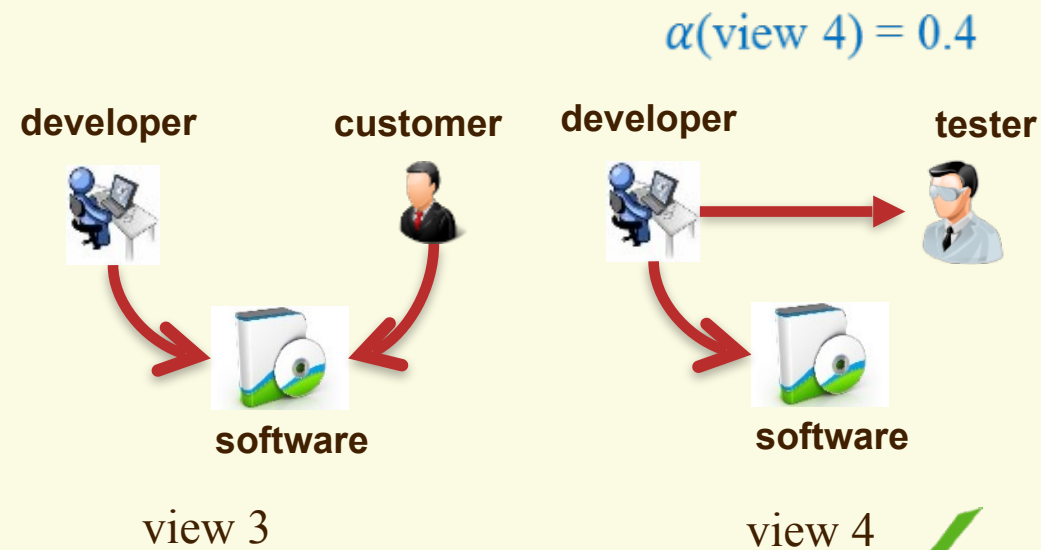 α(view 4) = 0.4
developer customer developer tester
software software
view 3 view 4